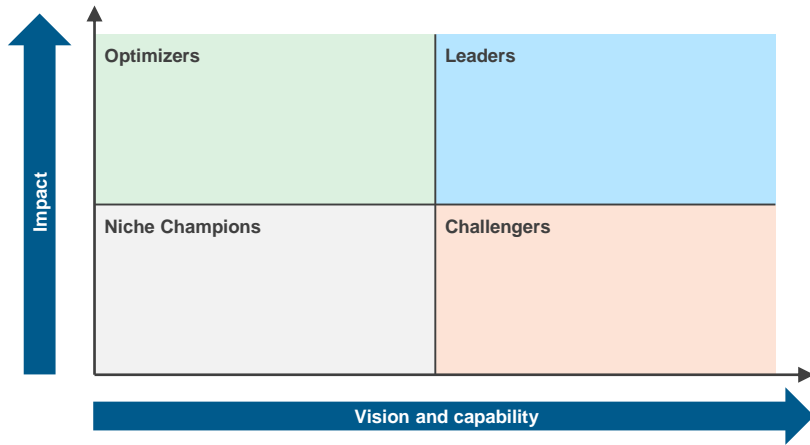 Optimizers
Leaders
Impact
Niche Champions
Challengers
Vision and capability